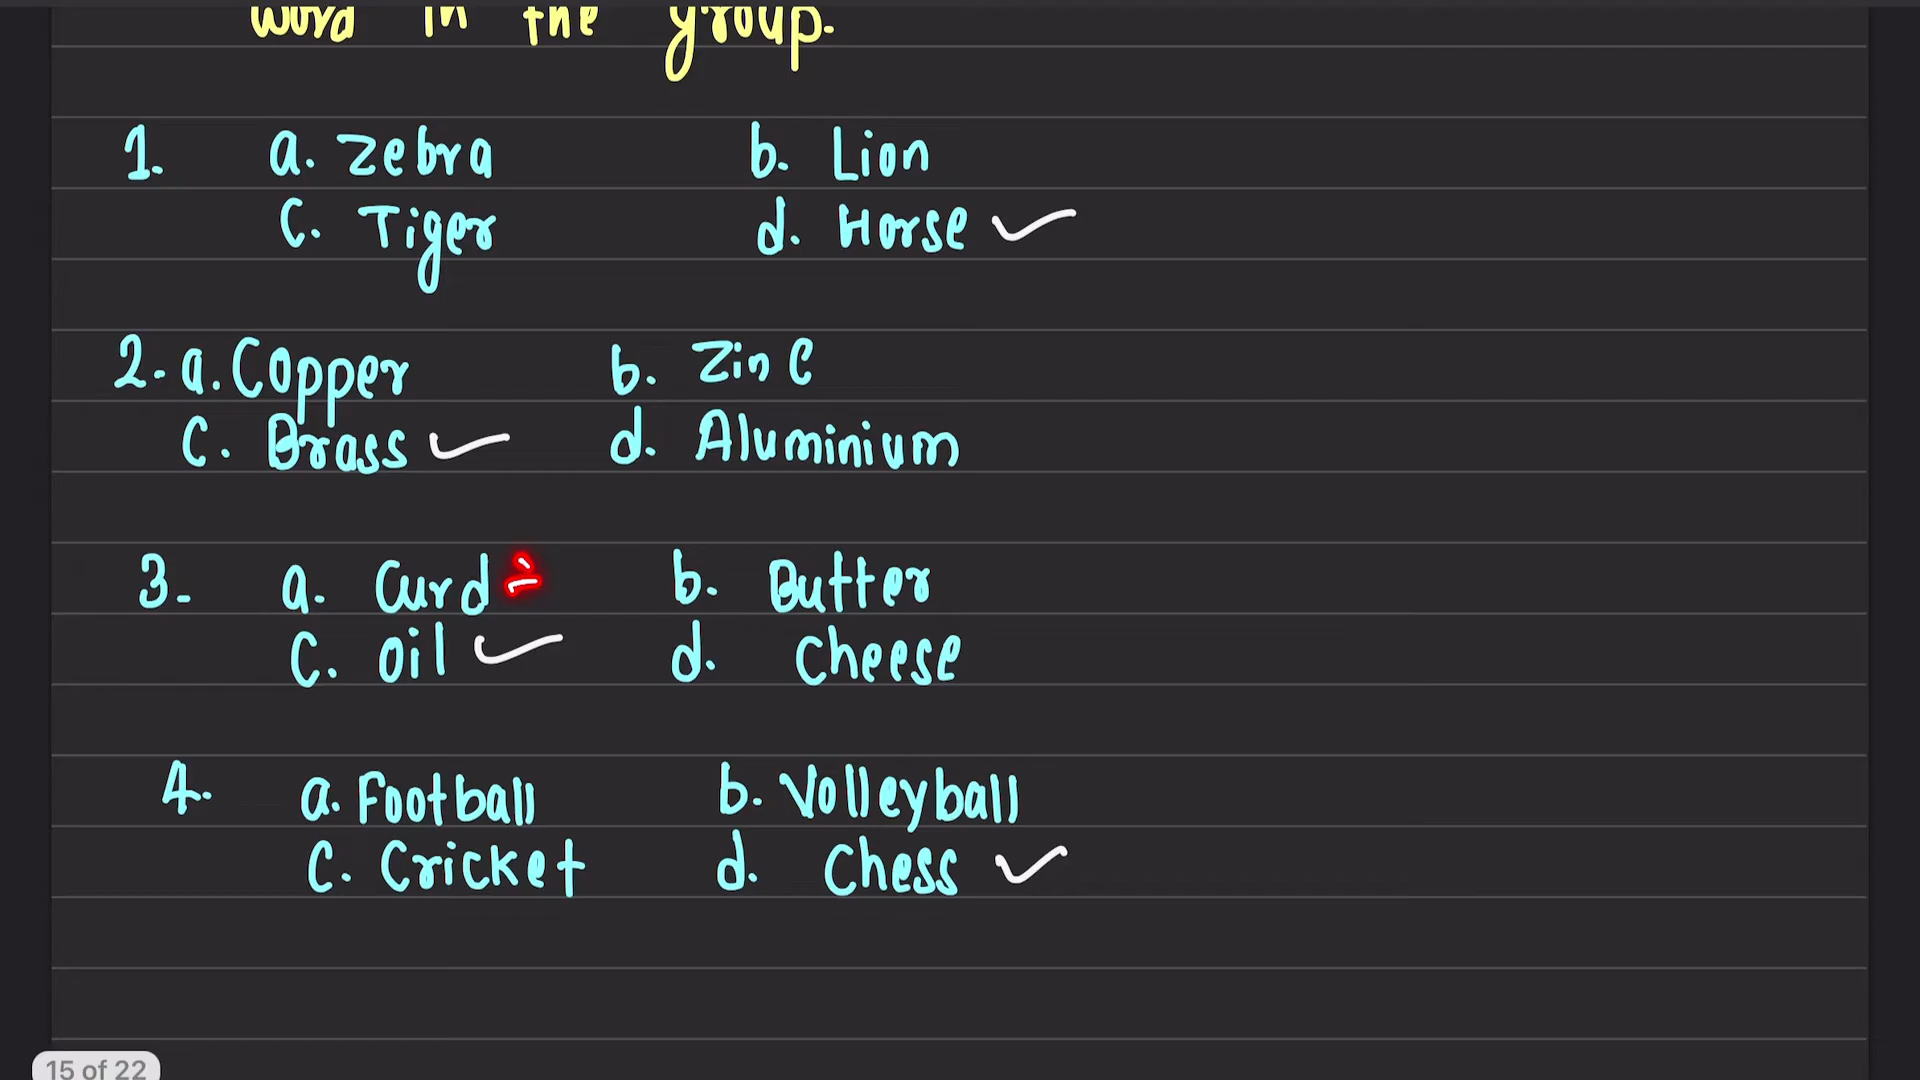 word in the group.
1. a. Zebra b. Lion
c. Tiger d. Horse
2. a. Copper b. Zinc
c. Brass d. Aluminium
3. a. Curd b. Butter
c. oil d. Cheese
4. a. Football b. Volleyball
c. Cricket d. Chess
15 of 22